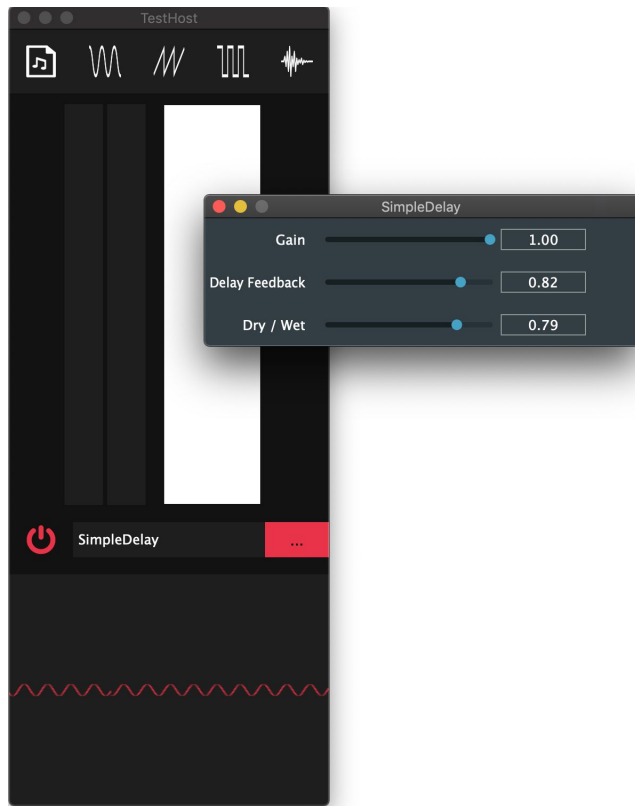 TestHost
SimpleDelay
Gain 1.00
Delay Feedback 0.82
Dry / Wet 0.79
SimpleDelay ...